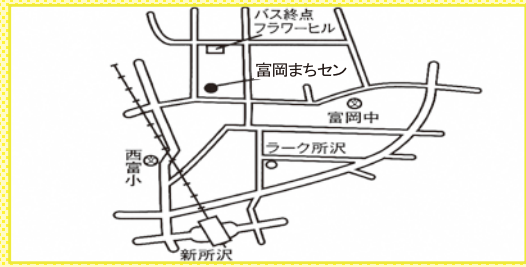 バス終点
フラワーヒル
富岡まちセン
富岡中
ラーク所沢
西富小
新所沢